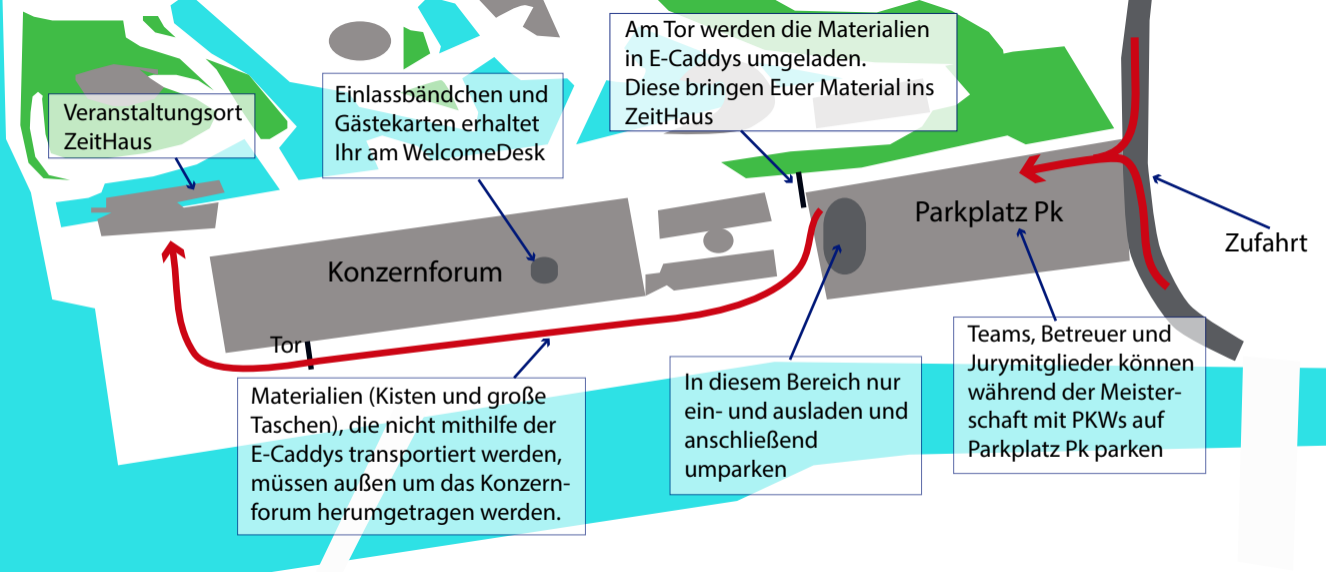 Am Tor werden die Materialien
in E-Caddys umgeladen.
Diese bringen Euer Material ins
ZeitHaus
Veranstaltungsort
ZeitHaus
Einlassbändchen und
Gästekarten erhaltet
Ihr am WelcomeDesk
Parkplatz Pk
Zufahrt
Konzernforum
Tor
Materialien (Kisten und große
Taschen), die nicht mithilfe der
E-Caddys transportiert werden,
müssen außen um das Konzern-
forum herumgetragen werden.
In diesem Bereich nur
ein- und ausladen und
anschließend
umparken
Teams, Betreuer und
Jurymitglieder können
während der Meister-
schaft mit PKWs auf
Parkplatz Pk parken